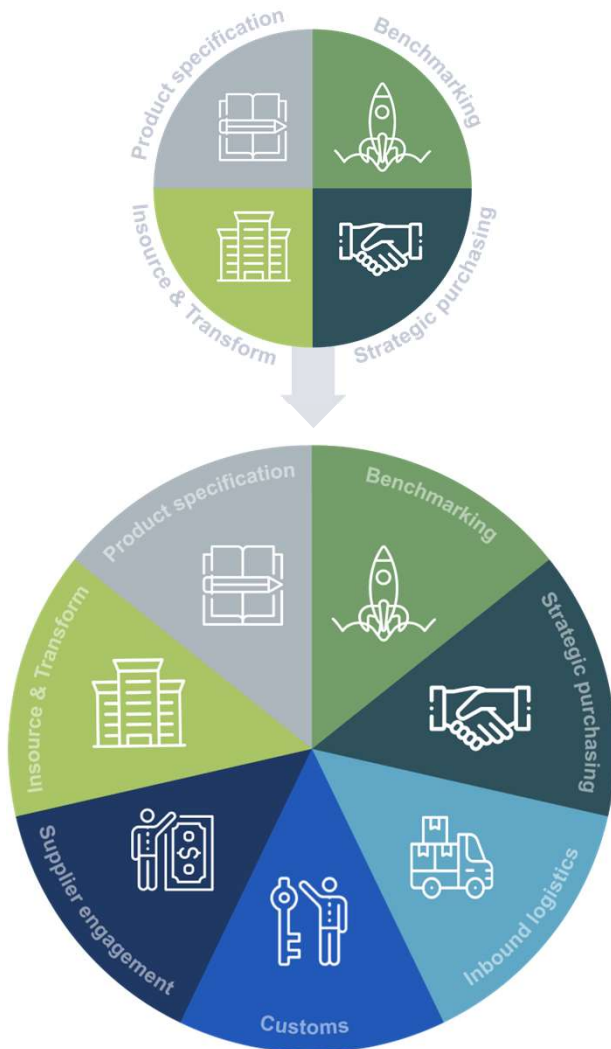 Product specification
Benchmarking
Insource & Transform
Strategic purchasing
Product specification
Benchmarking
Insource & Transform
Strategic purchasing
Supplier engagement
Inbound logistics
Customs